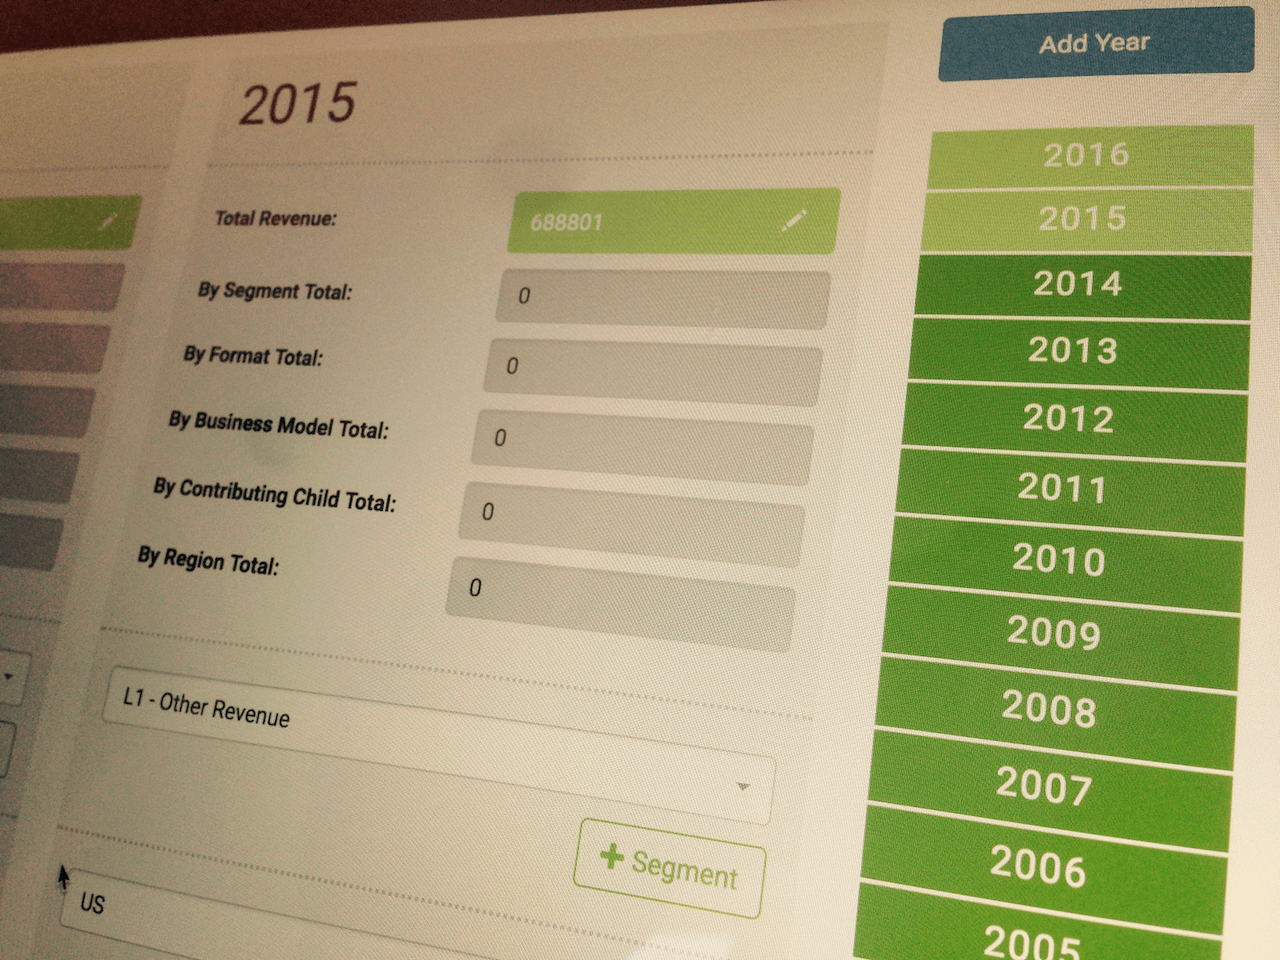 2015
Total Revenue: 688801
By Segment Total: 0
By Format Total: 0
By Business Model Total: 0
By Contributing Child Total: 0
By Region Total: 0
L1 - Other Revenue
+ Segment
US
Add Year
2016
2015
2014
2013
2012
2011
2010
2009
2008
2007
2006
2005